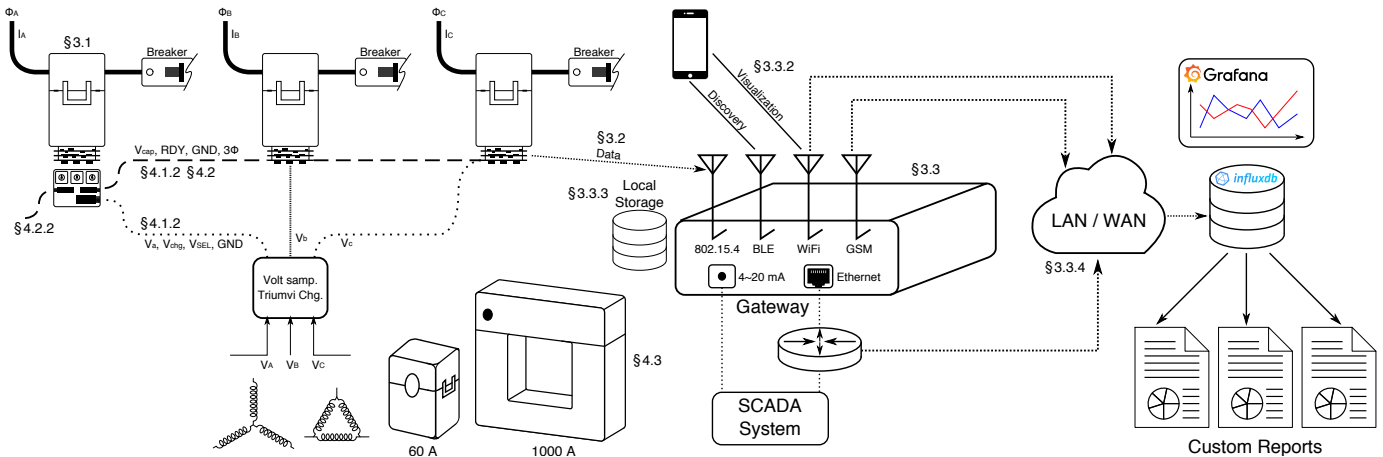 ΦA
ΦB
ΦC
IA
IB
IC
§3.1
Breaker
Breaker
Breaker
§3.3.2
Visualization
Discovery
Grafana
Vcap, RDY, GND, 3Φ
§4.1.2 §4.2
§3.2
Data
§3.3.3
Local
Storage
§3.3
influxdb
LAN / WAN
§4.2.2
§4.1.2
Va, Vchg, VSEL, GND
Vb
Vc
802.15.4
BLE
WiFi
GSM
4~20 mA
Ethernet
§3.3.4
Volt samp.
Triumvi Chg.
Gateway
VA
VB
VC
§4.3
SCADA
System
60 A
1000 A
Custom Reports